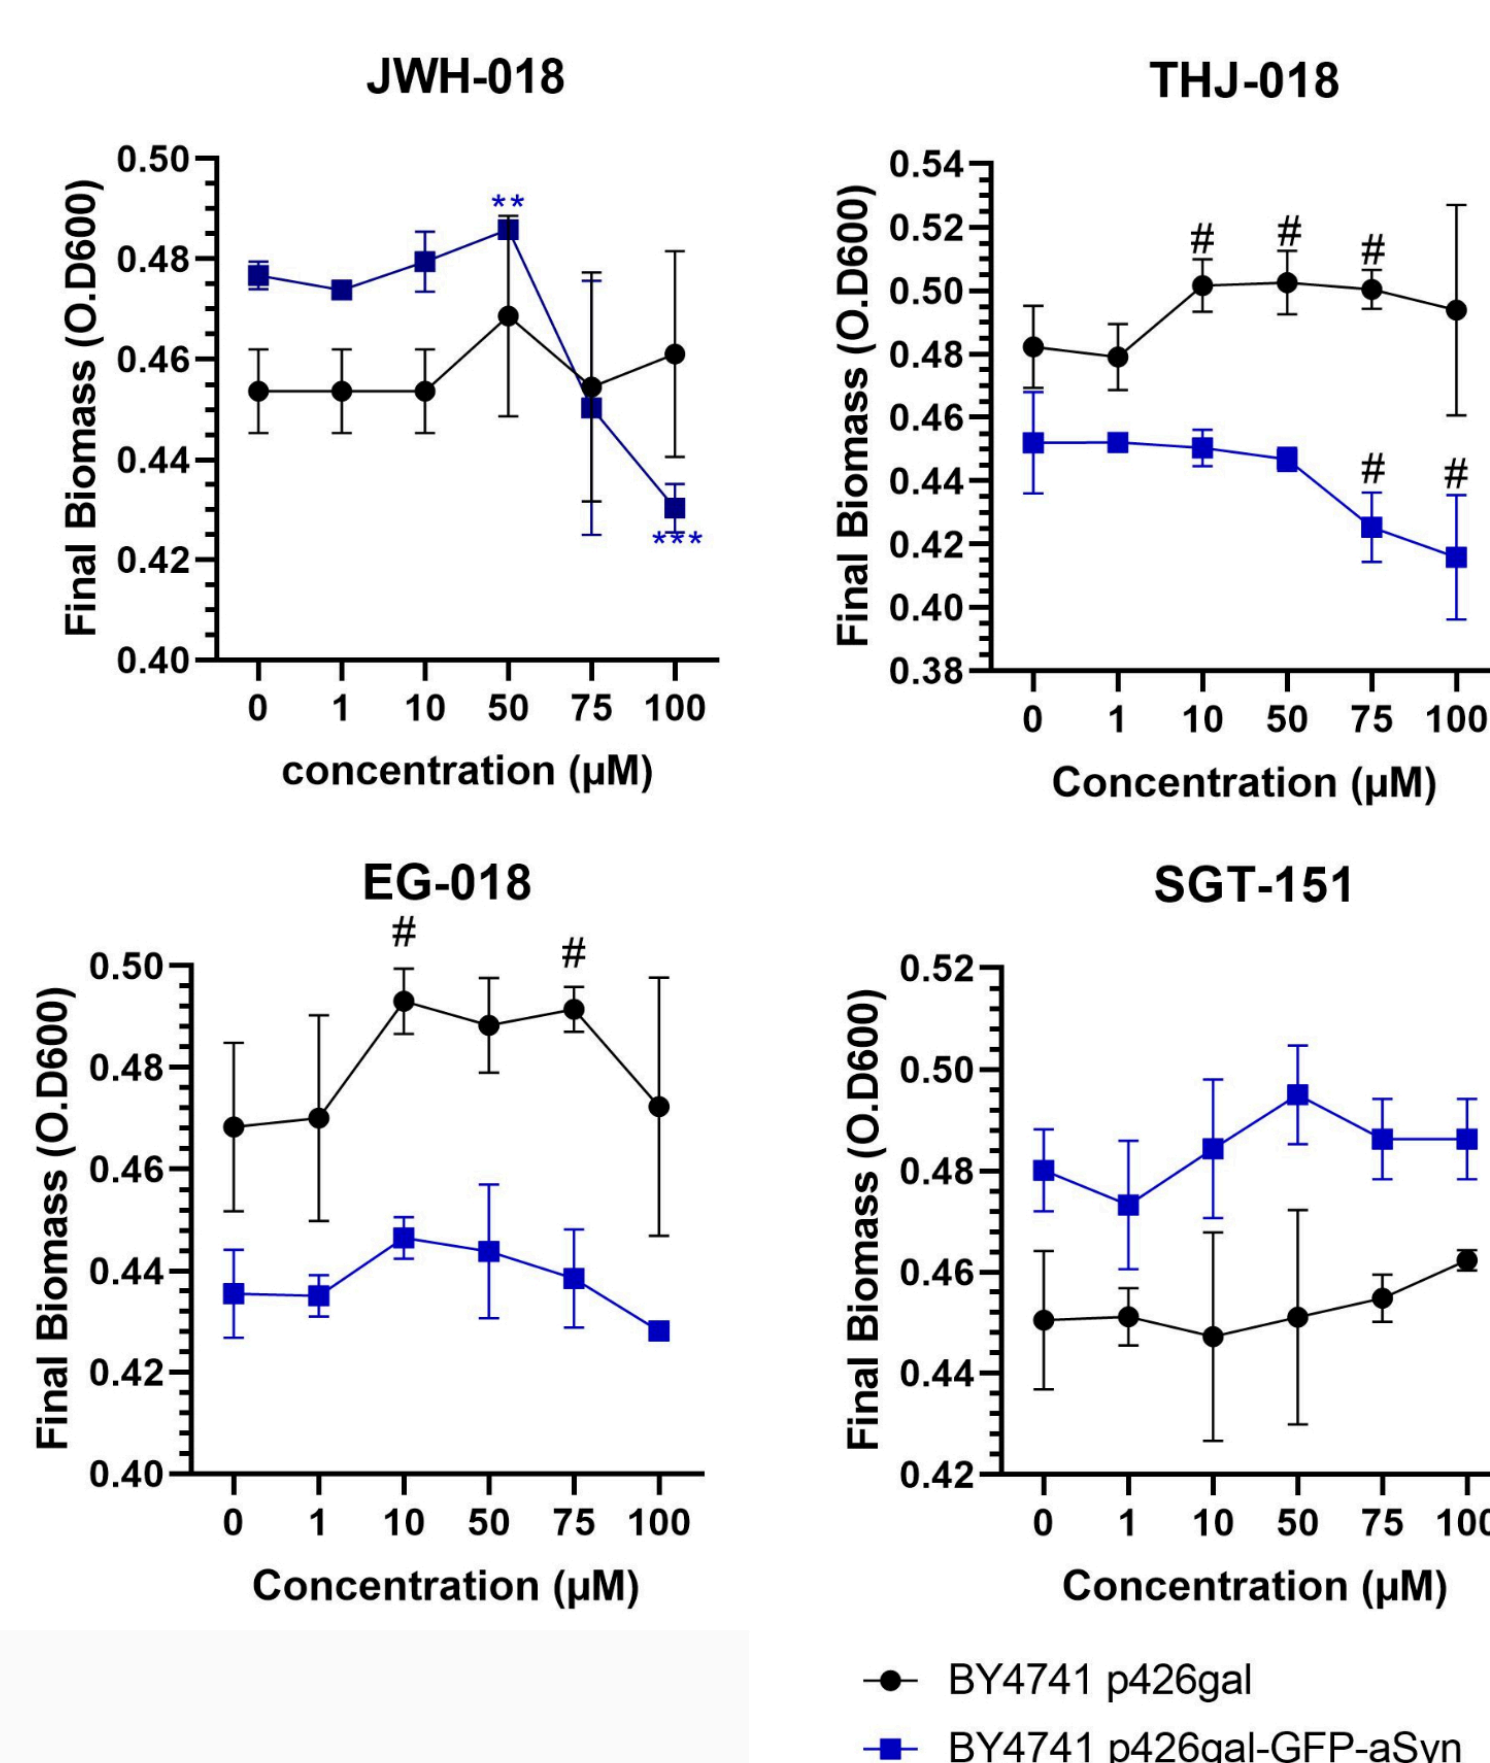 JWH-018
Final Biomass (O.D600)
0.50
0.48
0.46
0.44
0.42
0.40
**
***
0 1 10 50 75 100
concentration (µM)
THJ-018
Final Biomass (O.D600)
0.54
0.52
0.50
0.48
0.46
0.44
0.42
0.40
0.38
# # #
# #
0 1 10 50 75 100
Concentration (µM)
EG-018
Final Biomass (O.D600)
0.50
0.48
0.46
0.44
0.42
0.40
# #
0 1 10 50 75 100
Concentration (µM)
SGT-151
Final Biomass (O.D600)
0.52
0.50
0.48
0.46
0.44
0.42
0 1 10 50 75 100
Concentration (µM)
BY4741 p426gal
BY4741 p426gal-GFP-aSyn